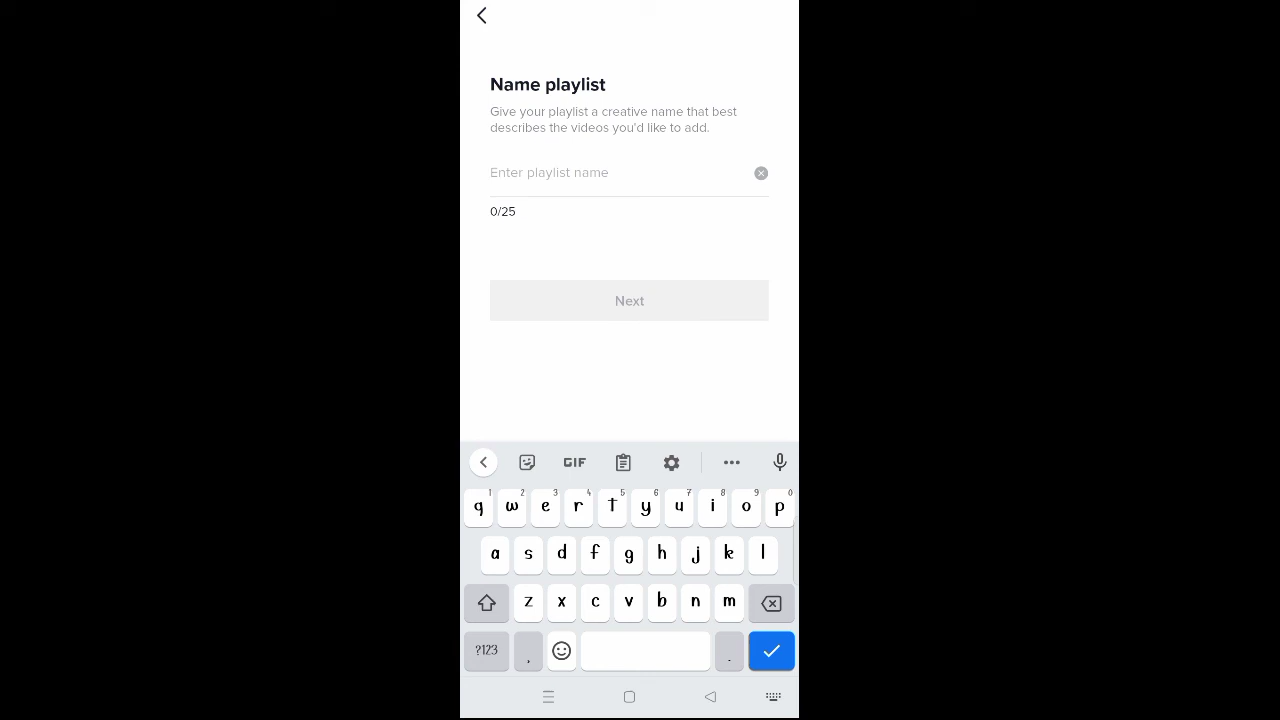 Name playlist
Give your playlist a creative name that best
describes the videos you'd like to add.
Enter playlist name
0/25
Next
GIF
1 2 3 4 5 6 7 8 9 0
q w e r t y u i o p
a s d f g h j k l
z x c v b n m
?123 , .